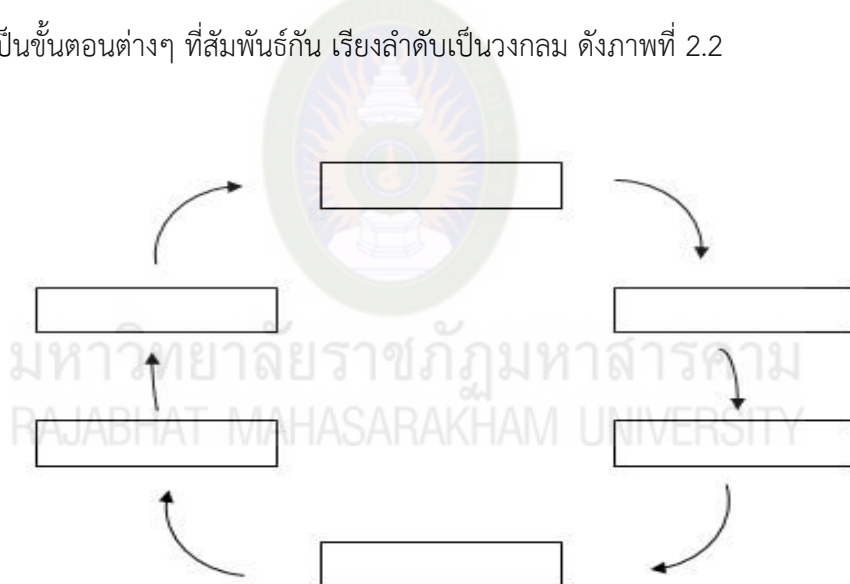 ป็นขั้นตอนต่างๆ ที่สัมพันธ์กัน เรียงลำดับเป็นวงกลม ดังภาพที่ 2.2
มหาวิทยาลัยราชภัฏมหาสารคาม
RAJABHAT MAHASARAKHAM UNIVERSITY